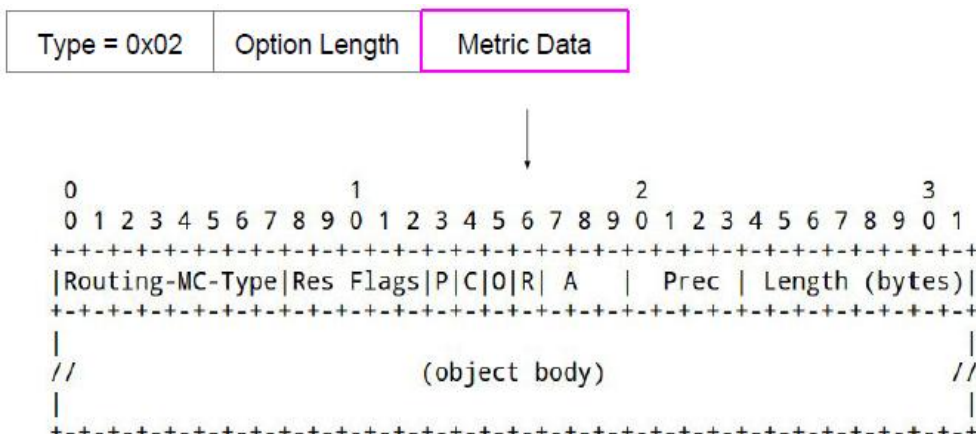 Type = 0x02 Option Length Metric Data
0 1 2 3
0 1 2 3 4 5 6 7 8 9 0 1 2 3 4 5 6 7 8 9 0 1 2 3 4 5 6 7 8 9 0 1
+-+-+-+-+-+-+-+-+-+-+-+-+-+-+-+-+-+-+-+-+-+-+-+-+-+-+-+-+-+-+-+-+
|Routing-MC-Type|Res Flags|P|C|O|R| A | Prec | Length (bytes)|
+-+-+-+-+-+-+-+-+-+-+-+-+-+-+-+-+-+-+-+-+-+-+-+-+-+-+-+-+-+-+-+-+
| |
// (object body) //
| |
+-+-+-+-+-+-+-+-+-+-+-+-+-+-+-+-+-+-+-+-+-+-+-+-+-+-+-+-+-+-+-+-+